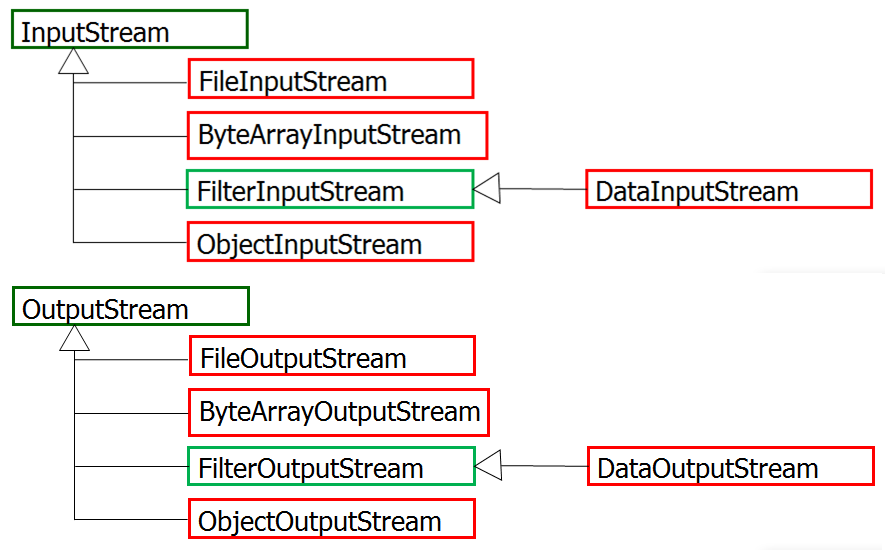 InputStream
FileInputStream
ByteArrayInputStream
FilterInputStream
DataInputStream
ObjectInputStream
OutputStream
FileOutputStream
ByteArrayOutputStream
FilterOutputStream
DataOutputStream
ObjectOutputStream